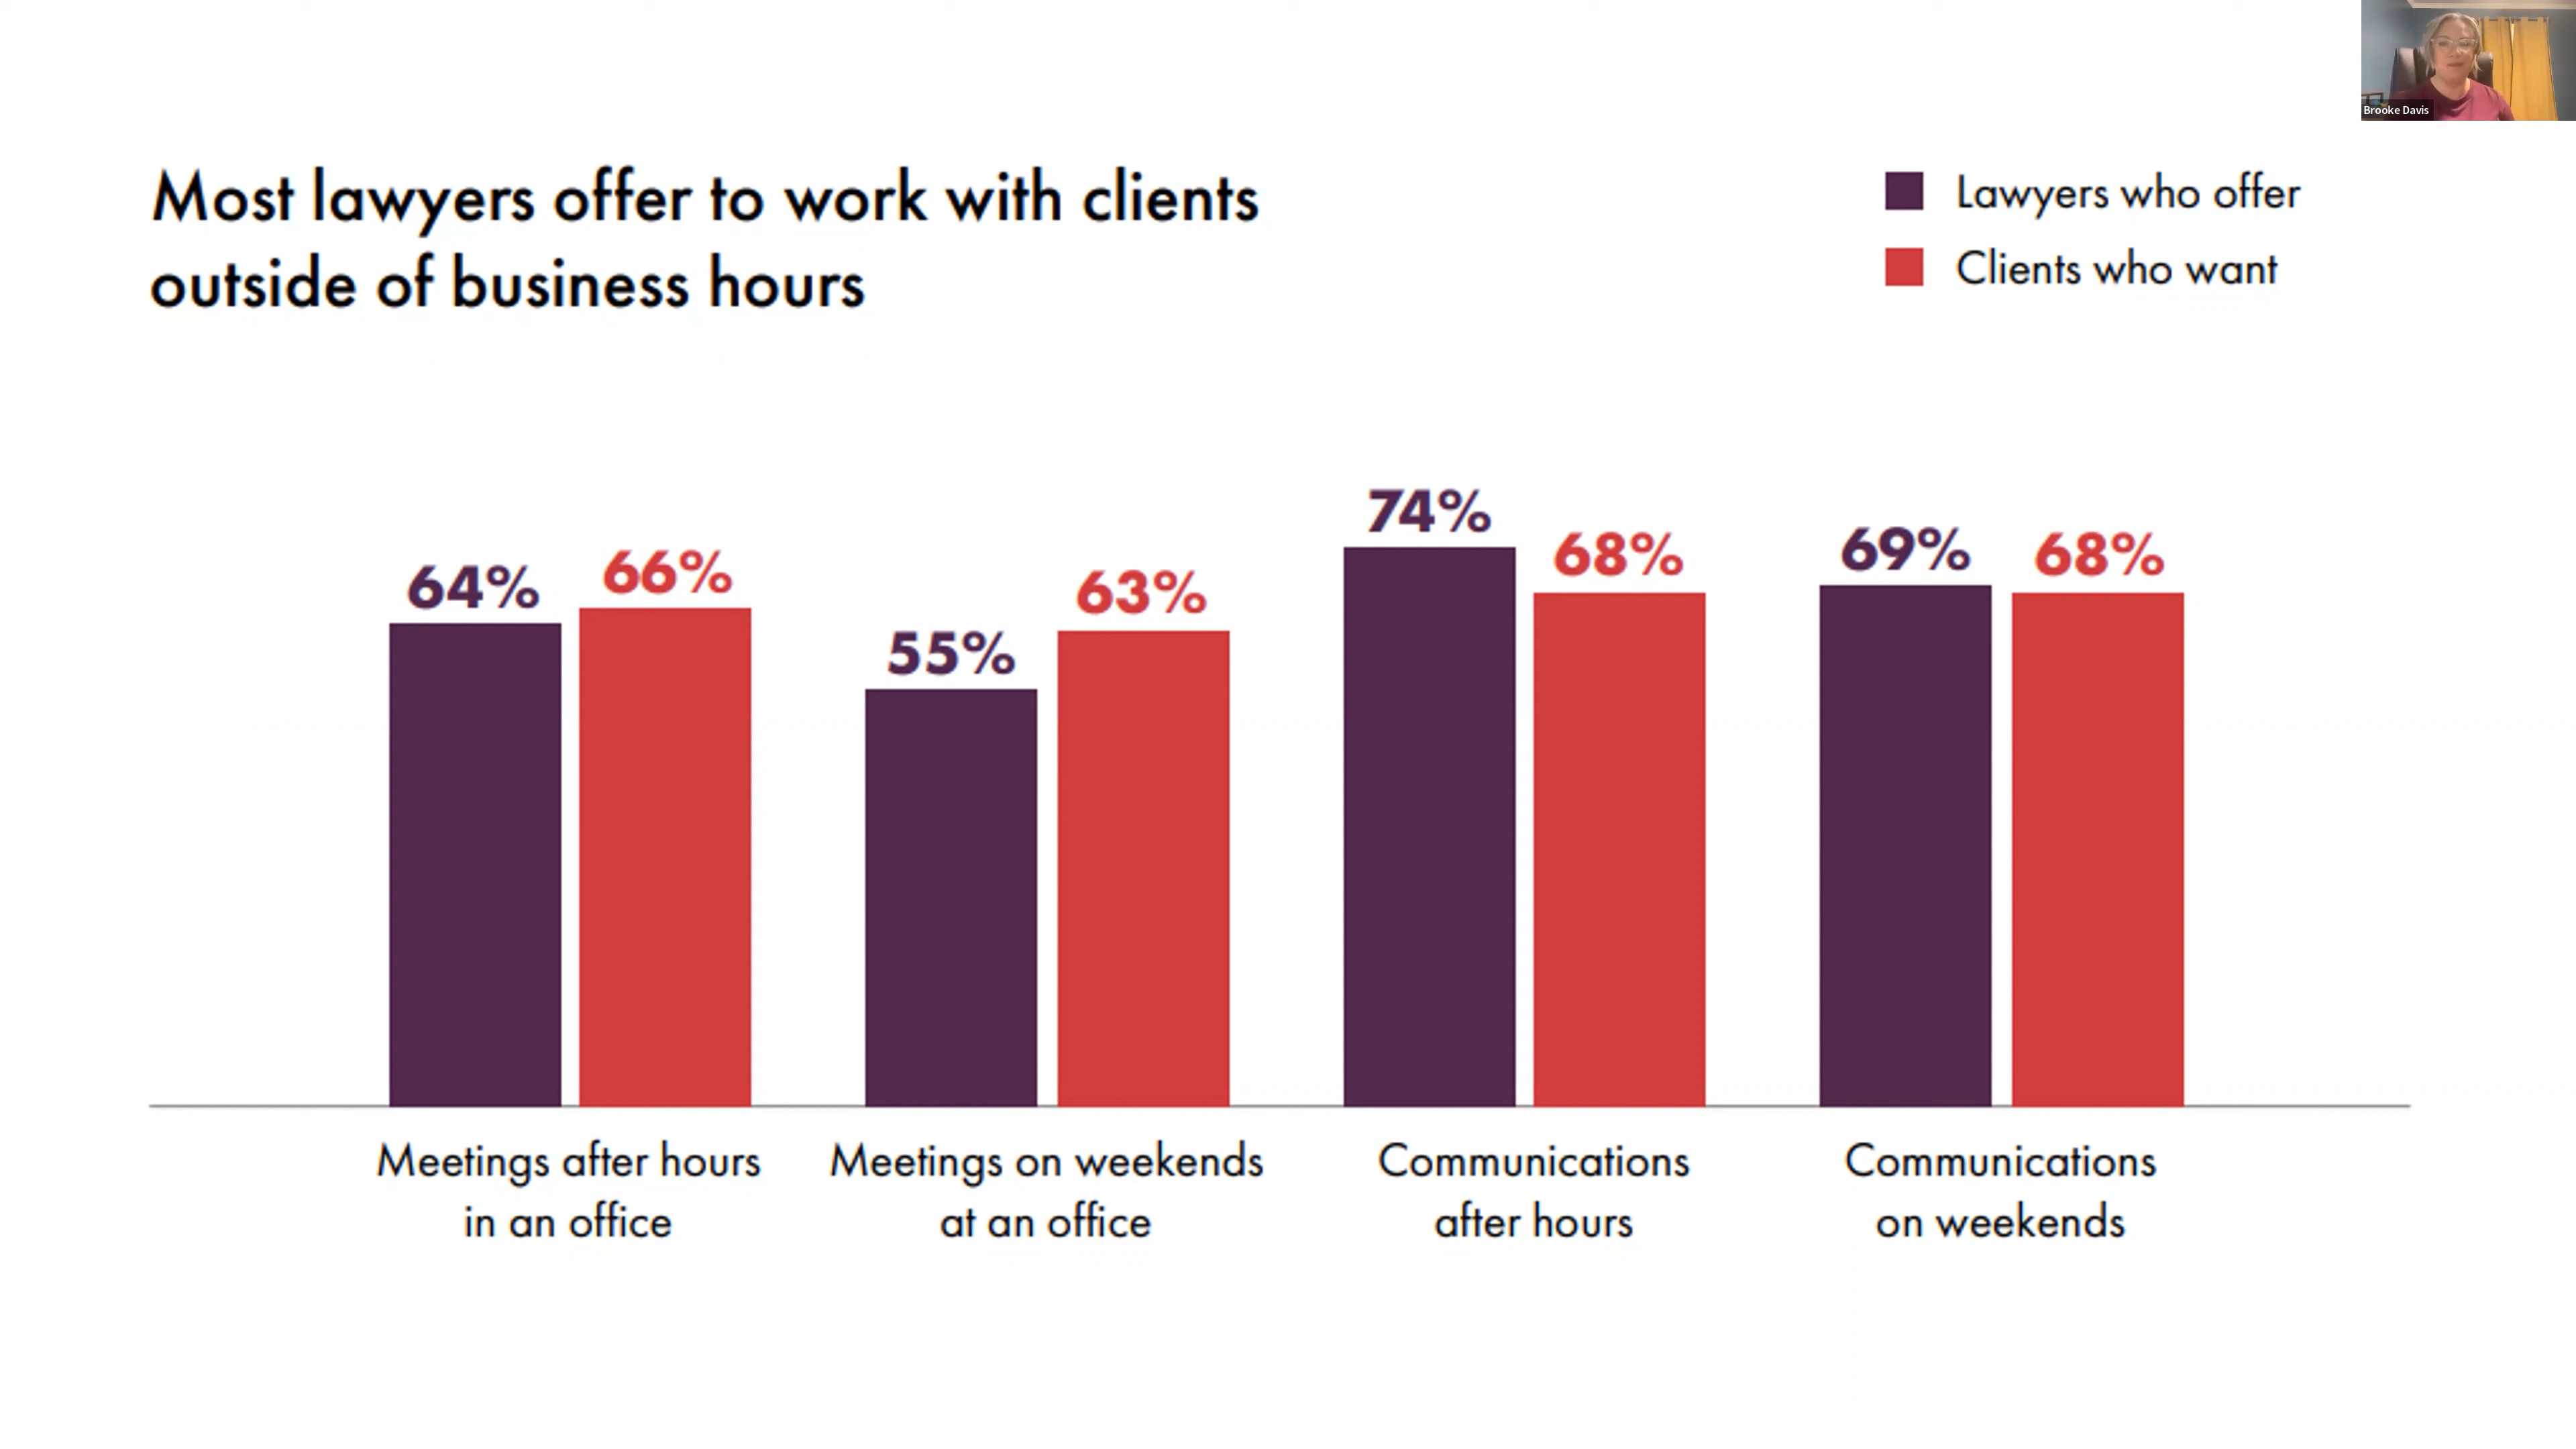 Brooke Davis
Most lawyers offer to work with clients
outside of business hours
Lawyers who offer
Clients who want
64%
66%
55%
63%
74%
68%
69%
68%
Meetings after hours
in an office
Meetings on weekends
at an office
Communications
after hours
Communications
on weekends